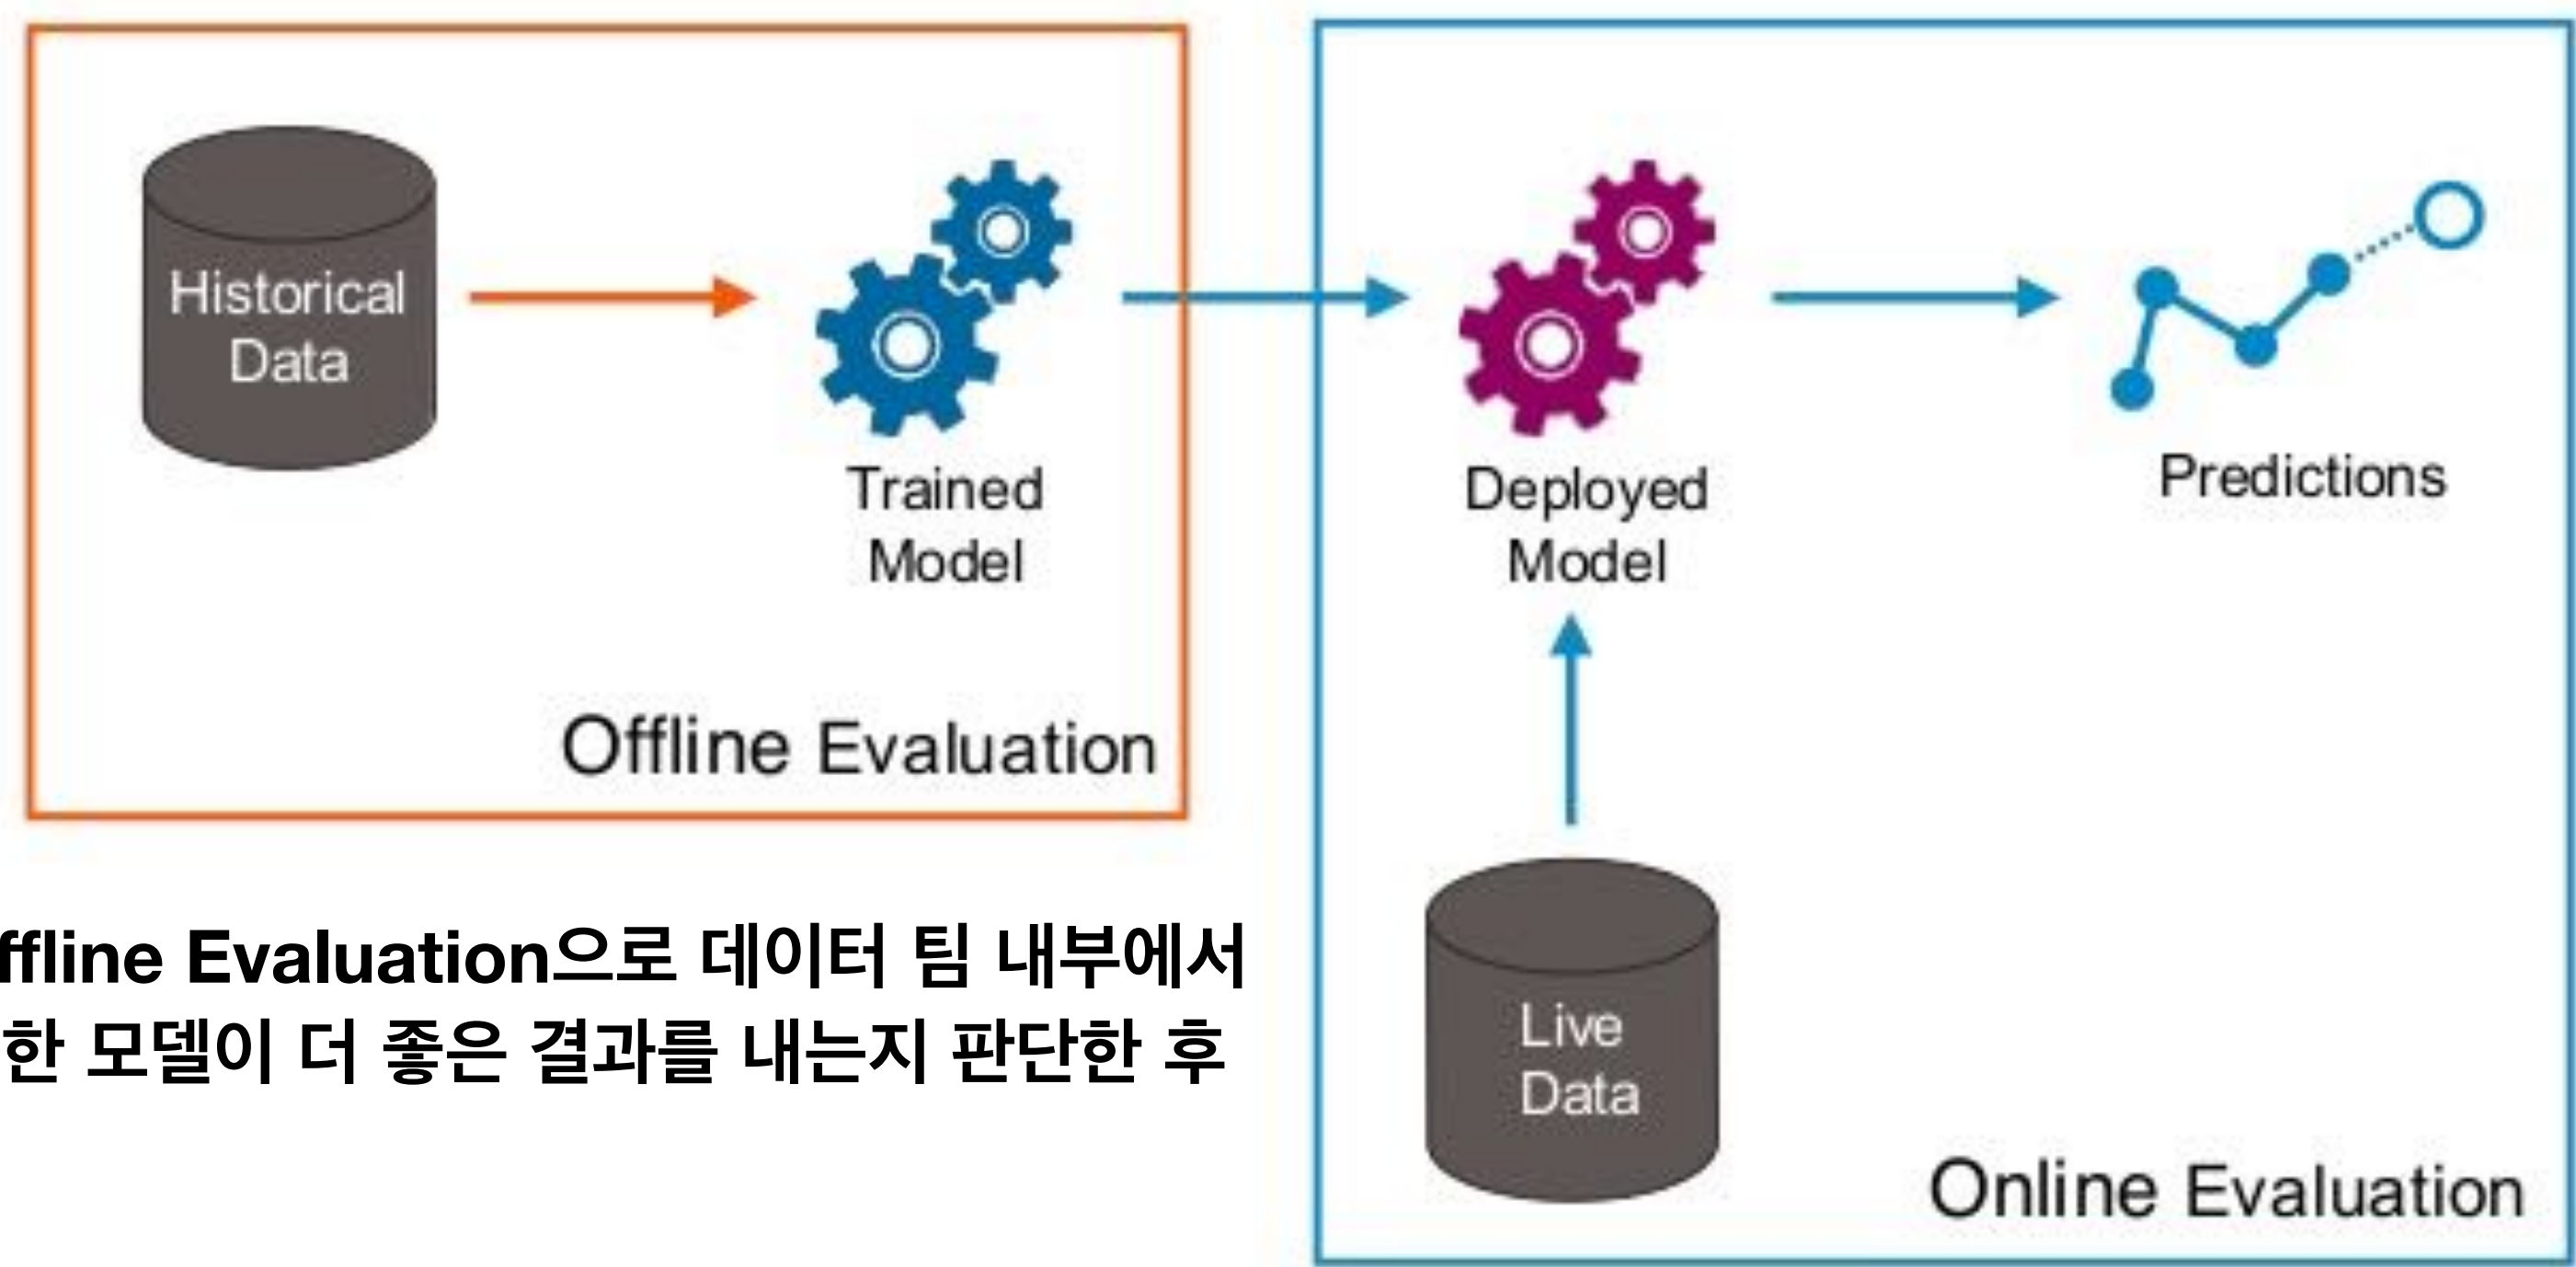 Historical
Data
Trained
Model
Offline Evaluation
Deployed
Model
Predictions
Live
Data
Online Evaluation
ffline Evaluation으로 데이터 팀 내부에서
한 모델이 더 좋은 결과를 내는지 판단한 후